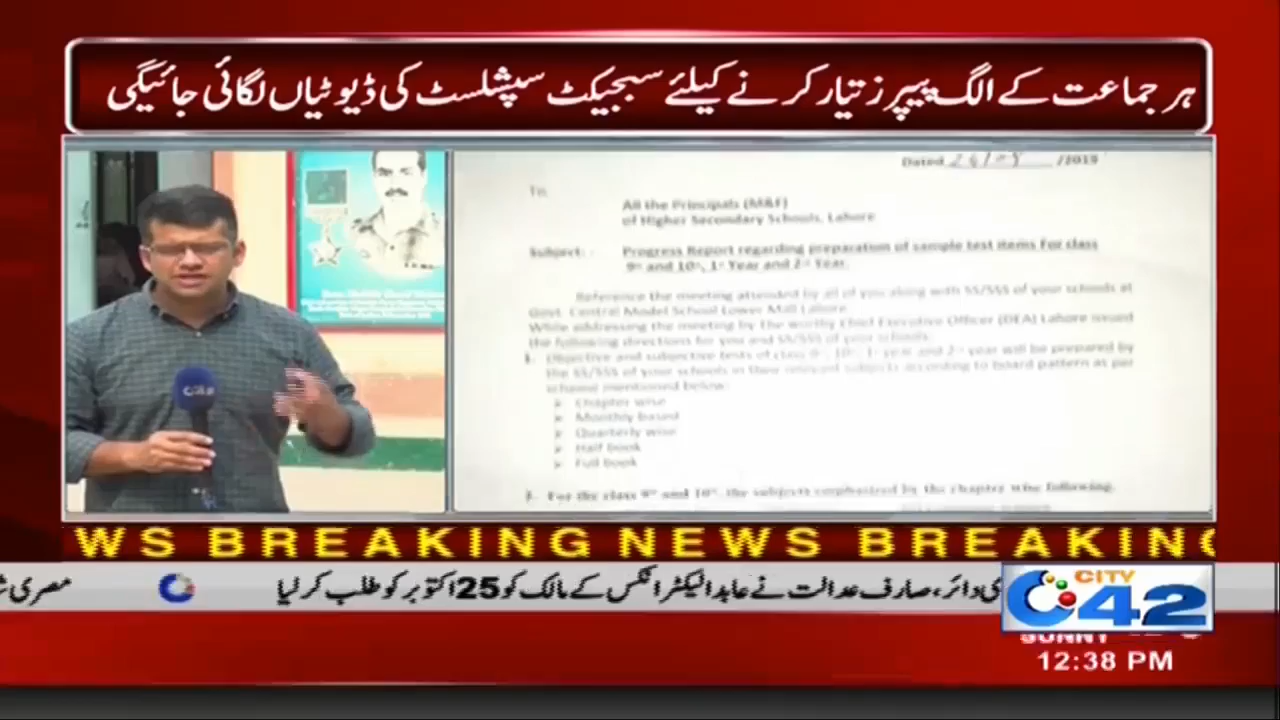 ہر جماعت کے الگ پیپرز تیار کرنے کیلئے سبجیکٹ سپشلسٹ کی ڈیوٹیاں لگائی جائیگی
Dated 26/08 /2019
To
All the Principals (M&F)
of Higher Secondary Schools, Lahore
Subject: - Progress Report regarding preparation of sample test items For class
9th and 10th, 1st Year and 2nd Year.
Reference the meeting attended by all of you along with SS/SSS of your schools at
Govt. Central Model School Lower Mall Lahore.
While addressing the meeting by the worthy Chief Executive Officer (DEA) Lahore issued
the following directions for you and SS/SSS of your schools.
1. Objective and subjective tests of class 9th, 10th, 1st year and 2nd year will be prepared by
the SS/SSS of your schools in their relevant subjects according to board pattern as per
scheme mentioned below:
➢ Chapter wise
➢ Monthly based
➢ Quarterly wise
➢ Half book
➢ Full book
2. For the class 9th and 10th, the subjects emphasized by the chapter wise following.
WS BREAKING NEWS BREAKING
ی دائر، صارف عدالت نے عابد الیکٹرانکس کے مالک کو 25 اکتوبر کو طلب کر لیا
مصری
CITY
42
SUNNY
12:38 PM